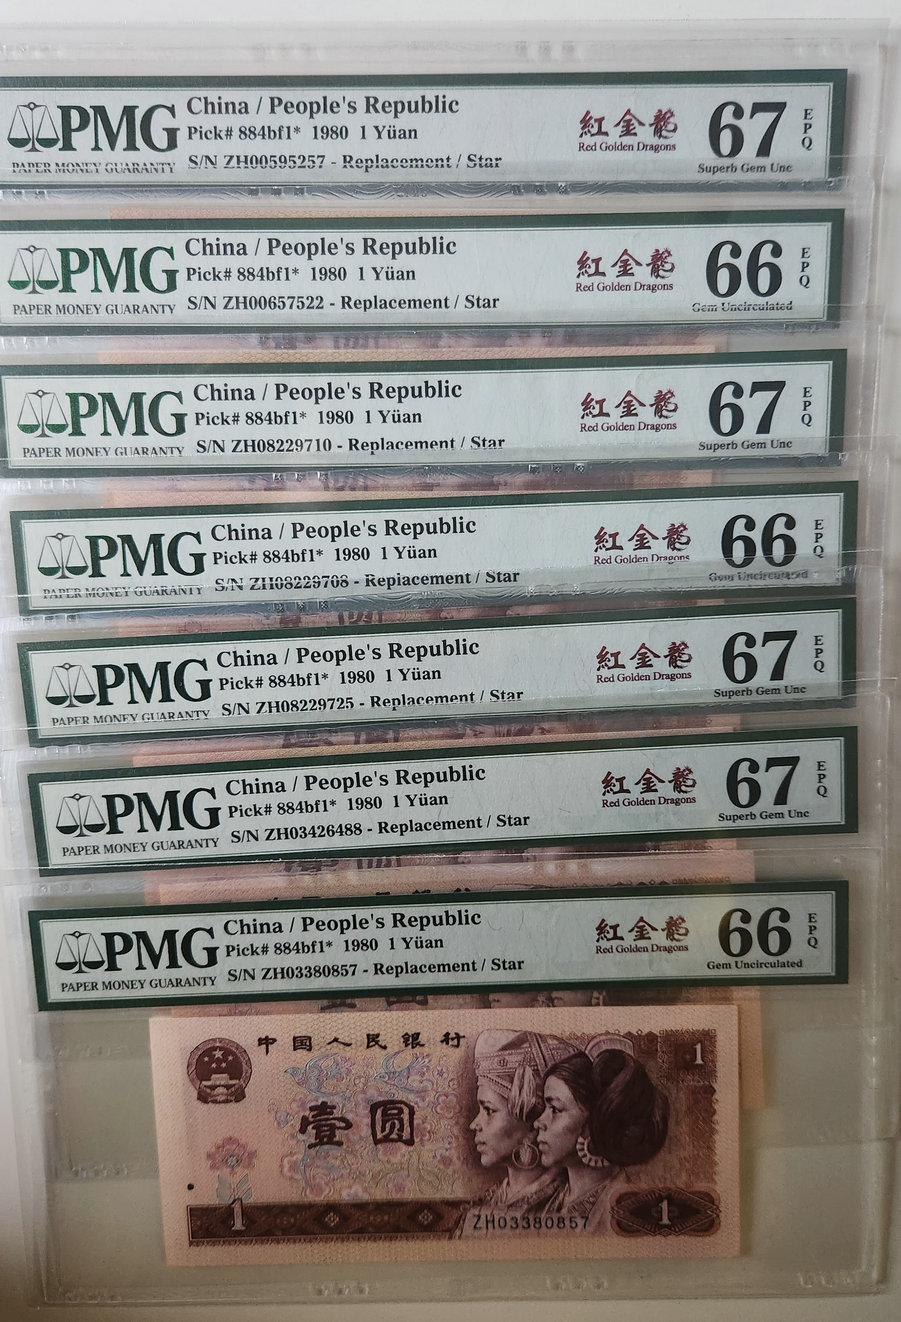 PMG
PAPER MONEY GUARANTY
China / People's Republic
Pick# 884bf1* 1980 1 Yüan
S/N ZH00595257 - Replacement / Star
紅金龍
Red Golden Dragons
67
EPQ
Superb Gem Unc
PMG
PAPER MONEY GUARANTY
China / People's Republic
Pick# 884bf1* 1980 1 Yüan
S/N ZH00657522 - Replacement / Star
紅金龍
Red Golden Dragons
66
EPQ
Gem Uncirculated
PMG
PAPER MONEY GUARANTY
China / People's Republic
Pick# 884bf1* 1980 1 Yüan
S/N ZH08229710 - Replacement / Star
紅金龍
Red Golden Dragons
67
EPQ
Superb Gem Unc
PMG
PAPER MONEY GUARANTY
China / People's Republic
Pick# 884bf1* 1980 1 Yüan
S/N ZH08229708 - Replacement / Star
紅金龍
Red Golden Dragons
66
EPQ
Gem Uncirculated
PMG
PAPER MONEY GUARANTY
China / People's Republic
Pick# 884bf1* 1980 1 Yüan
S/N ZH08229725 - Replacement / Star
紅金龍
Red Golden Dragons
67
EPQ
Superb Gem Unc
PMG
PAPER MONEY GUARANTY
China / People's Republic
Pick# 884bf1* 1980 1 Yüan
S/N ZH03426488 - Replacement / Star
紅金龍
Red Golden Dragons
67
EPQ
Superb Gem Unc
PMG
PAPER MONEY GUARANTY
China / People's Republic
Pick# 884bf1* 1980 1 Yüan
S/N ZH03380857 - Replacement / Star
紅金龍
Red Golden Dragons
66
EPQ
Gem Uncirculated
中国人民银行
1
壹圆
1
ZH03380857
1